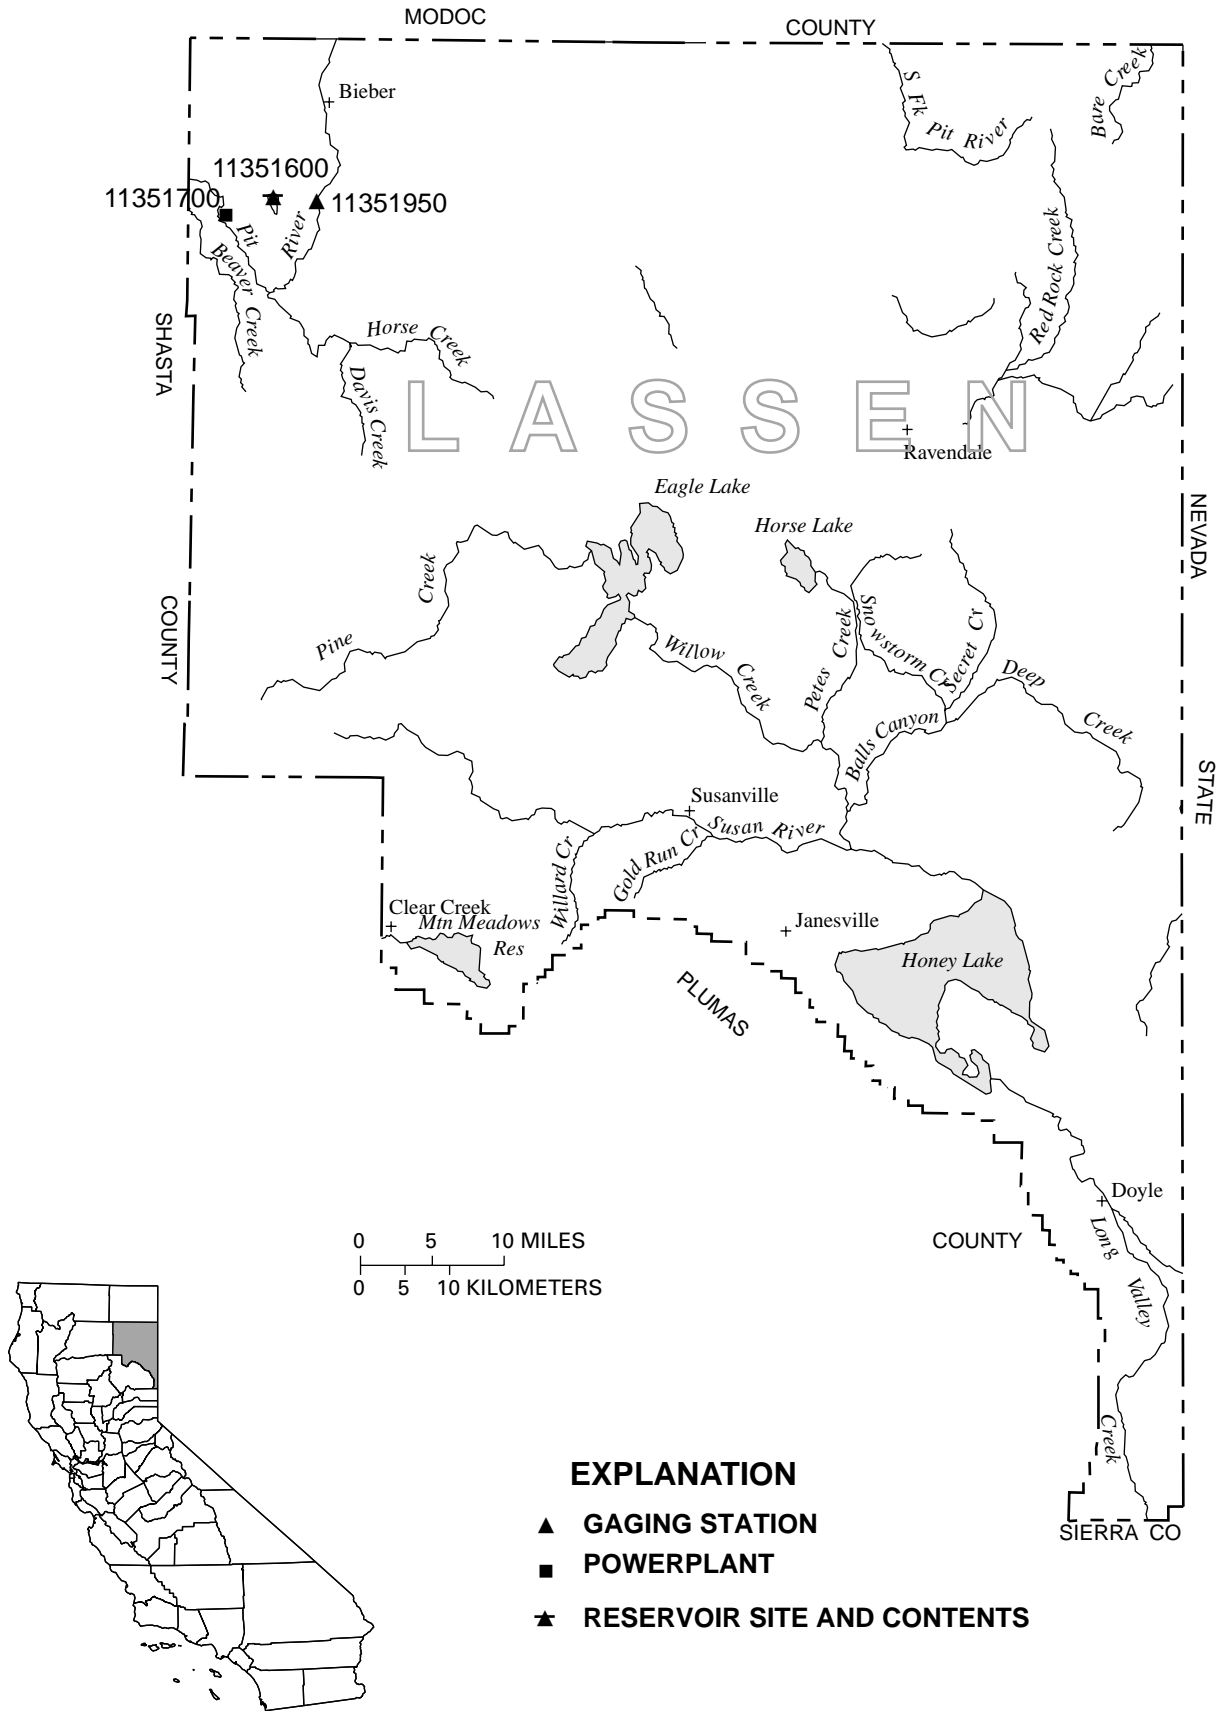 MODOC
COUNTY
Bieber
S Fk Pit River
Bare Creek
11351600
11351700
11351950
Pit
River
Beaver Creek
Red Rock Creek
SHASTA
Horse Creek
Davis Creek
LASSEN
Ravendale
Eagle Lake
Horse Lake
NEVADA
Creek
Pine
COUNTY
Willow
Creek
Petes Creek
Snowstorm Cr
Secret Cr
Deep
Creek
Balls Canyon
STATE
Susanville
Susan River
Gold Run Cr
Willard Cr
Clear Creek
Mtn Meadows
Res
Janesville
Honey Lake
PLUMAS
Doyle
COUNTY
Long
Valley
Creek
0 5 10 MILES
0 5 10 KILOMETERS
EXPLANATION
GAGING STATION
POWERPLANT
RESERVOIR SITE AND CONTENTS
SIERRA CO